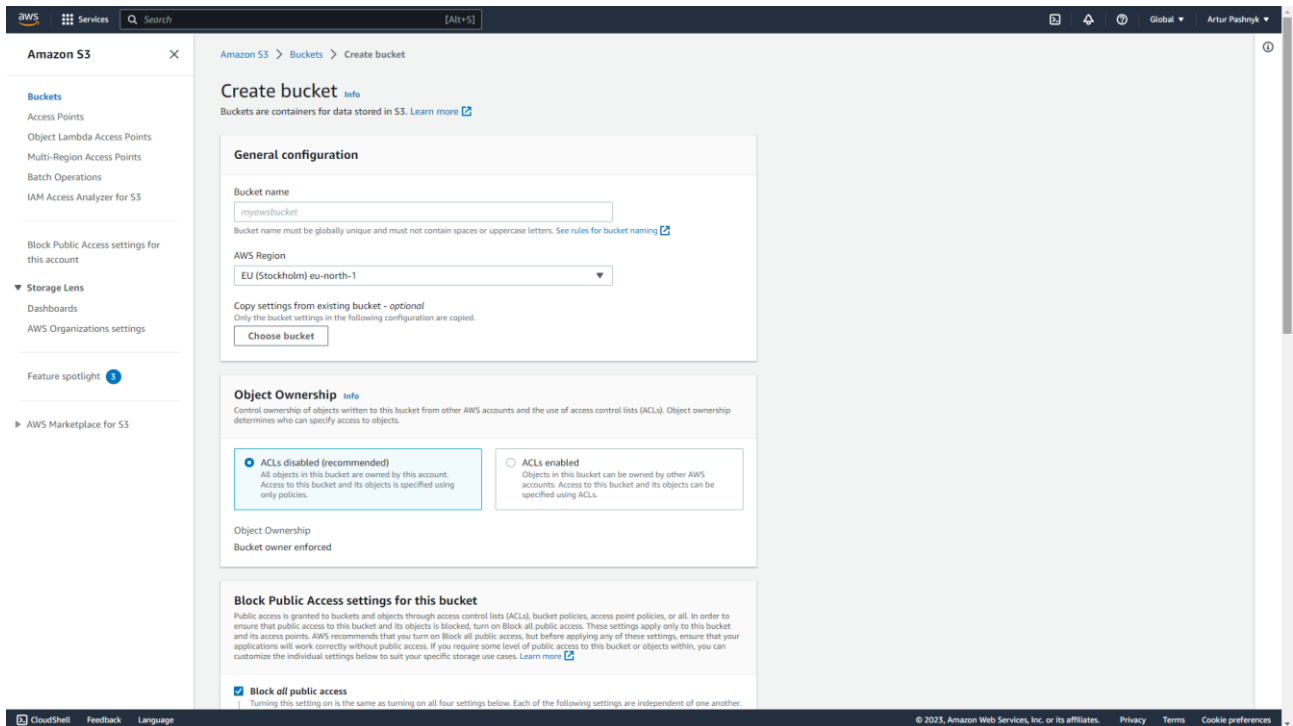 aws Services Search [Alt+S] Global ▼ Artur Pashnyk ▼
Amazon S3
Buckets
Access Points
Object Lambda Access Points
Multi-Region Access Points
Batch Operations
IAM Access Analyzer for S3
Block Public Access settings for
this account
▼ Storage Lens
Dashboards
AWS Organizations settings
Feature spotlight 3
▶ AWS Marketplace for S3
Amazon S3 > Buckets > Create bucket
Create bucket Info
Buckets are containers for data stored in S3. Learn more
General configuration
Bucket name
myawsbucket
Bucket name must be globally unique and must not contain spaces or uppercase letters. See rules for bucket naming
AWS Region
EU (Stockholm) eu-north-1 ▼
Copy settings from existing bucket - optional
Only the bucket settings in the following configuration are copied.
Choose bucket
Object Ownership Info
Control ownership of objects written to this bucket from other AWS accounts and the use of access control lists (ACLs). Object ownership
determines who can specify access to objects.
ACLs disabled (recommended)
All objects in this bucket are owned by this account.
Access to this bucket and its objects is specified using
only policies.
ACLs enabled
Objects in this bucket can be owned by other AWS
accounts. Access to this bucket and its objects can be
specified using ACLs.
Object Ownership
Bucket owner enforced
Block Public Access settings for this bucket
Public access is granted to buckets and objects through access control lists (ACLs), bucket policies, access point policies, or all. In order to
ensure that public access to this bucket and its objects is blocked, turn on Block all public access. These settings apply only to this bucket
and its access points. AWS recommends that you turn on Block all public access, but before applying any of these settings, ensure that your
applications will work correctly without public access. If you require some level of public access to this bucket or objects within, you can
customize the individual settings below to suit your specific storage use cases. Learn more
Block all public access
Turning this setting on is the same as turning on all four settings below. Each of the following settings are independent of one another.
CloudShell Feedback Language © 2023, Amazon Web Services, Inc. or its affiliates. Privacy Terms Cookie preferences